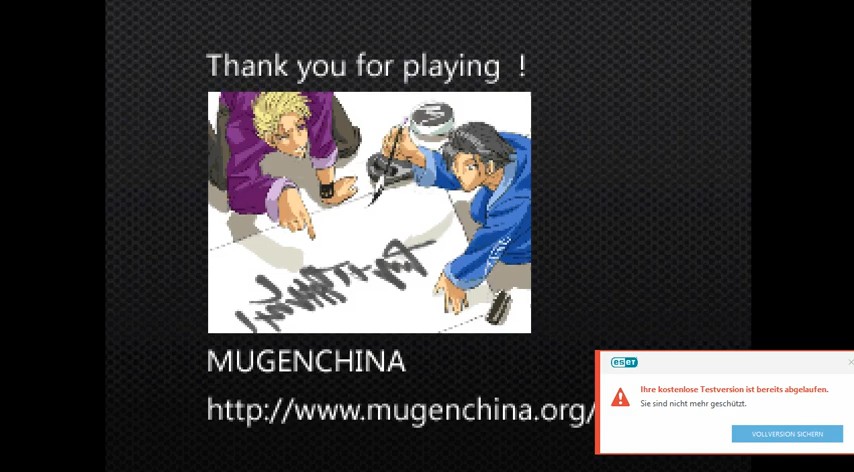 Thank you for playing !
MUGENCHINA
http://www.mugenchina.org/
eset
Ihre kostenlose Testversion ist bereits abgelaufen.
Sie sind nicht mehr geschützt.
VOLLVERSION SICHERN